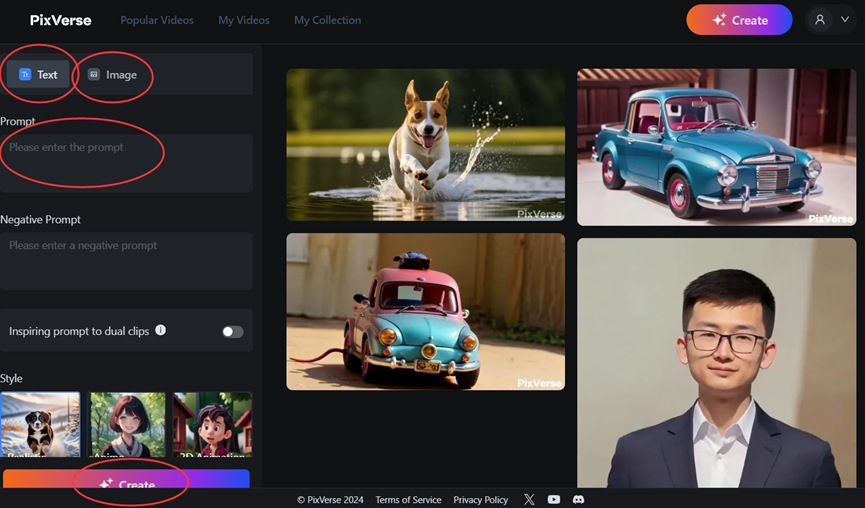 PixVerse Popular Videos My Videos My Collection Create
Text Image
Prompt
Please enter the prompt
Negative Prompt
Please enter a negative prompt
Inspiring prompt to dual clips
Style
Realistic Anime 3D Animation
Create
PixVerse
PixVerse
PixVerse
© PixVerse 2024 Terms of Service Privacy Policy